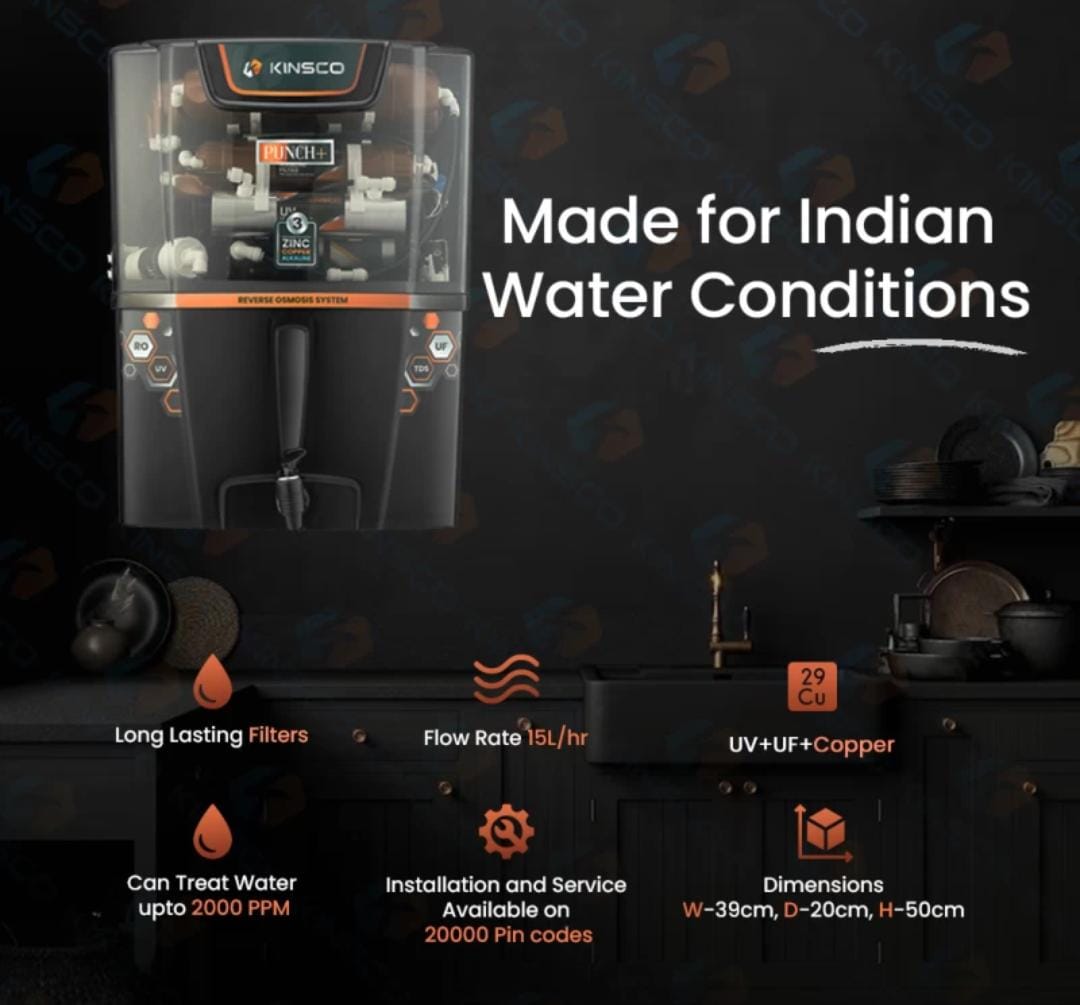 KINSCO
PUNCH+
UV
3
ZINC
COPPER
ALKALINE
REVERSE OSMOSIS SYSTEM
RO
UV
UF
TDS
Made for Indian
Water Conditions
Long Lasting Filters
Flow Rate 15L/hr
29
Cu
UV+UF+Copper
Can Treat Water
upto 2000 PPM
Installation and Service
Available on
20000 Pin codes
Dimensions
W-39cm, D-20cm, H-50cm